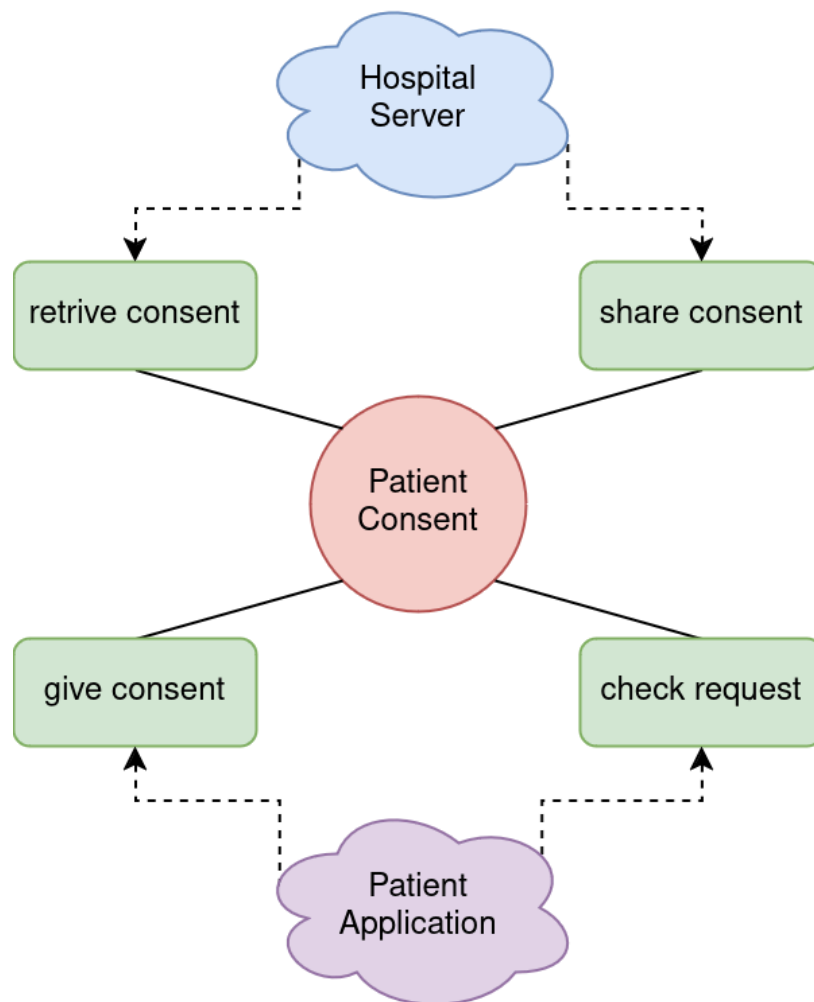 Hospital
Server
retrive consent
share consent
Patient
Consent
give consent
check request
Patient
Application